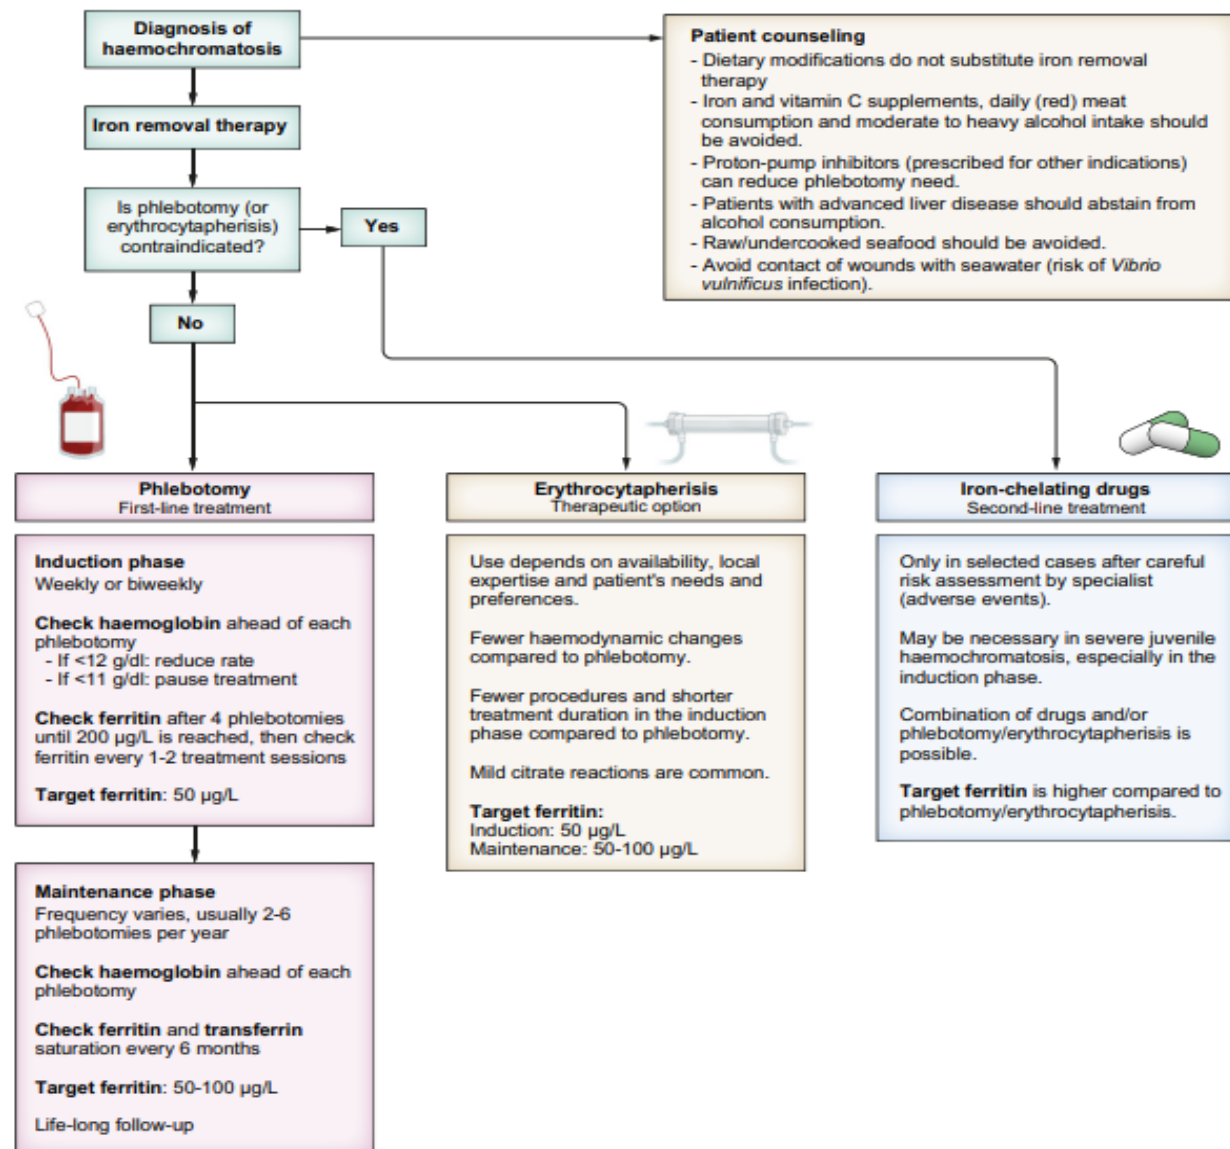 Diagnosis of
haemochromatosis
Patient counseling
- Dietary modifications do not substitute iron removal
therapy
- Iron and vitamin C supplements, daily (red) meat
consumption and moderate to heavy alcohol intake should
be avoided.
- Proton-pump inhibitors (prescribed for other indications)
can reduce phlebotomy need.
- Patients with advanced liver disease should abstain from
alcohol consumption.
- Raw/undercooked seafood should be avoided.
- Avoid contact of wounds with seawater (risk of Vibrio
vulnificus infection).
Iron removal therapy
Is phlebotomy (or
erythrocytapherisis)
contraindicated?
Yes
No
Phlebotomy
First-line treatment
Induction phase
Weekly or biweekly
Check haemoglobin ahead of each
phlebotomy
- If <12 g/dl: reduce rate
- If <11 g/dl: pause treatment
Check ferritin after 4 phlebotomies
until 200 µg/L is reached, then check
ferritin every 1-2 treatment sessions
Target ferritin: 50 µg/L
Maintenance phase
Frequency varies, usually 2-6
phlebotomies per year
Check haemoglobin ahead of each
phlebotomy
Check ferritin and transferrin
saturation every 6 months
Target ferritin: 50-100 µg/L
Life-long follow-up
Erythrocytapherisis
Therapeutic option
Use depends on availability, local
expertise and patient's needs and
preferences.
Fewer haemodynamic changes
compared to phlebotomy.
Fewer procedures and shorter
treatment duration in the induction
phase compared to phlebotomy.
Mild citrate reactions are common.
Target ferritin:
Induction: 50 µg/L
Maintenance: 50-100 µg/L
Iron-chelating drugs
Second-line treatment
Only in selected cases after careful
risk assessment by specialist
(adverse events).
May be necessary in severe juvenile
haemochromatosis, especially in the
induction phase.
Combination of drugs and/or
phlebotomy/erythrocytapherisis is
possible.
Target ferritin is higher compared to
phlebotomy/erythrocytapherisis.